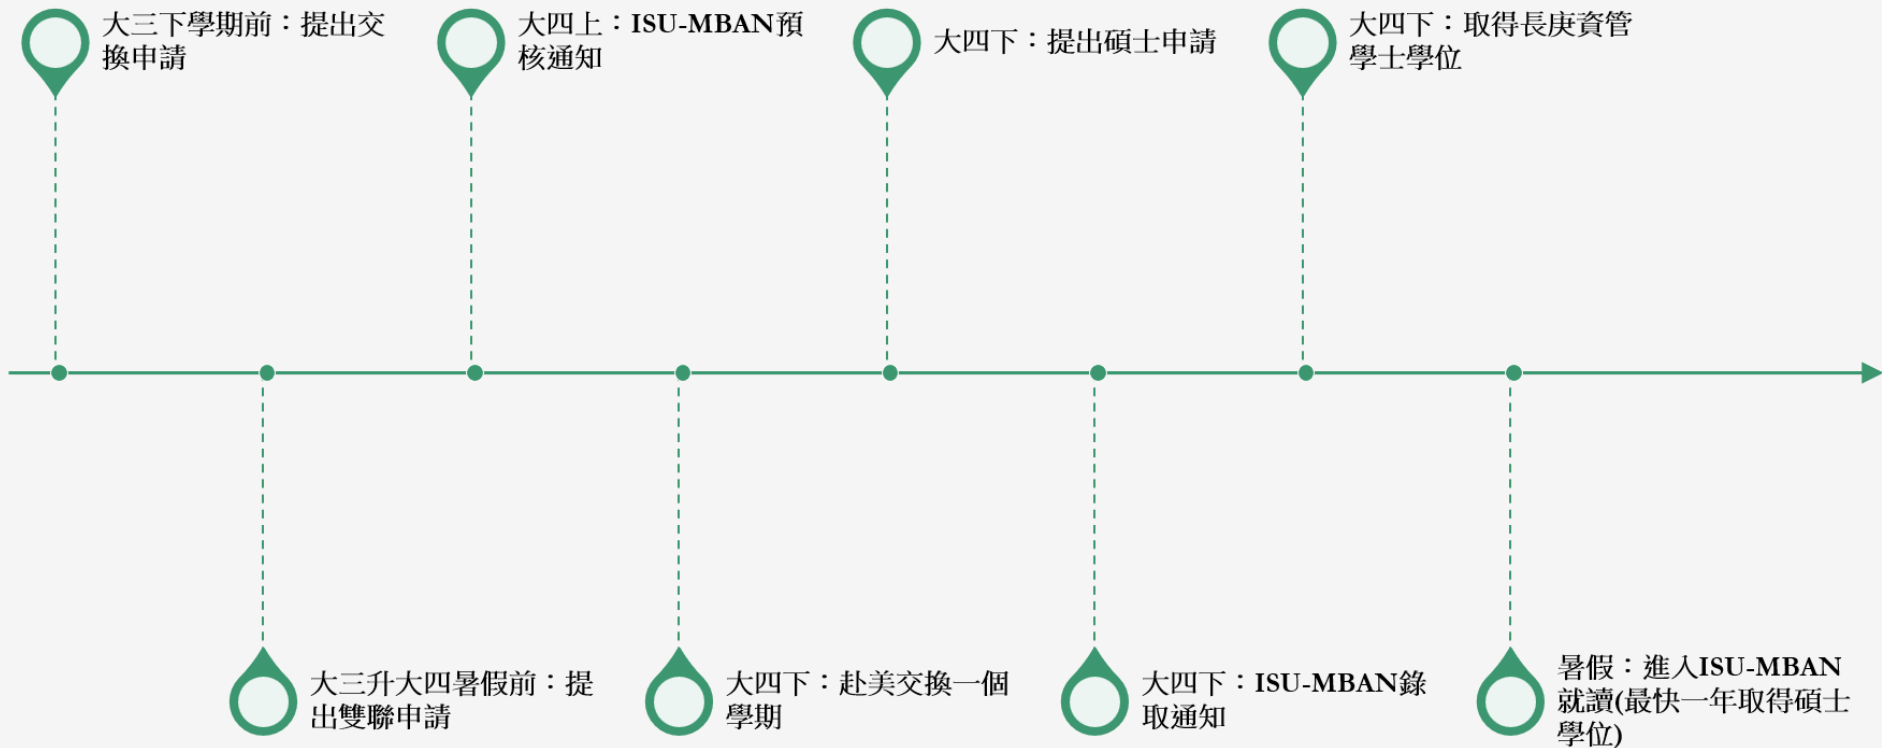 大三下學期前：提出交
換申請
大三升大四暑假前：提
出雙聯申請
大四上：ISU-MBAN預
核通知
大四下：赴美交換一個
學期
大四下：提出碩士申請
大四下：ISU-MBAN錄
取通知
大四下：取得長庚資管
學士學位
暑假：進入ISU-MBAN
就讀(最快一年取得碩士
學位)